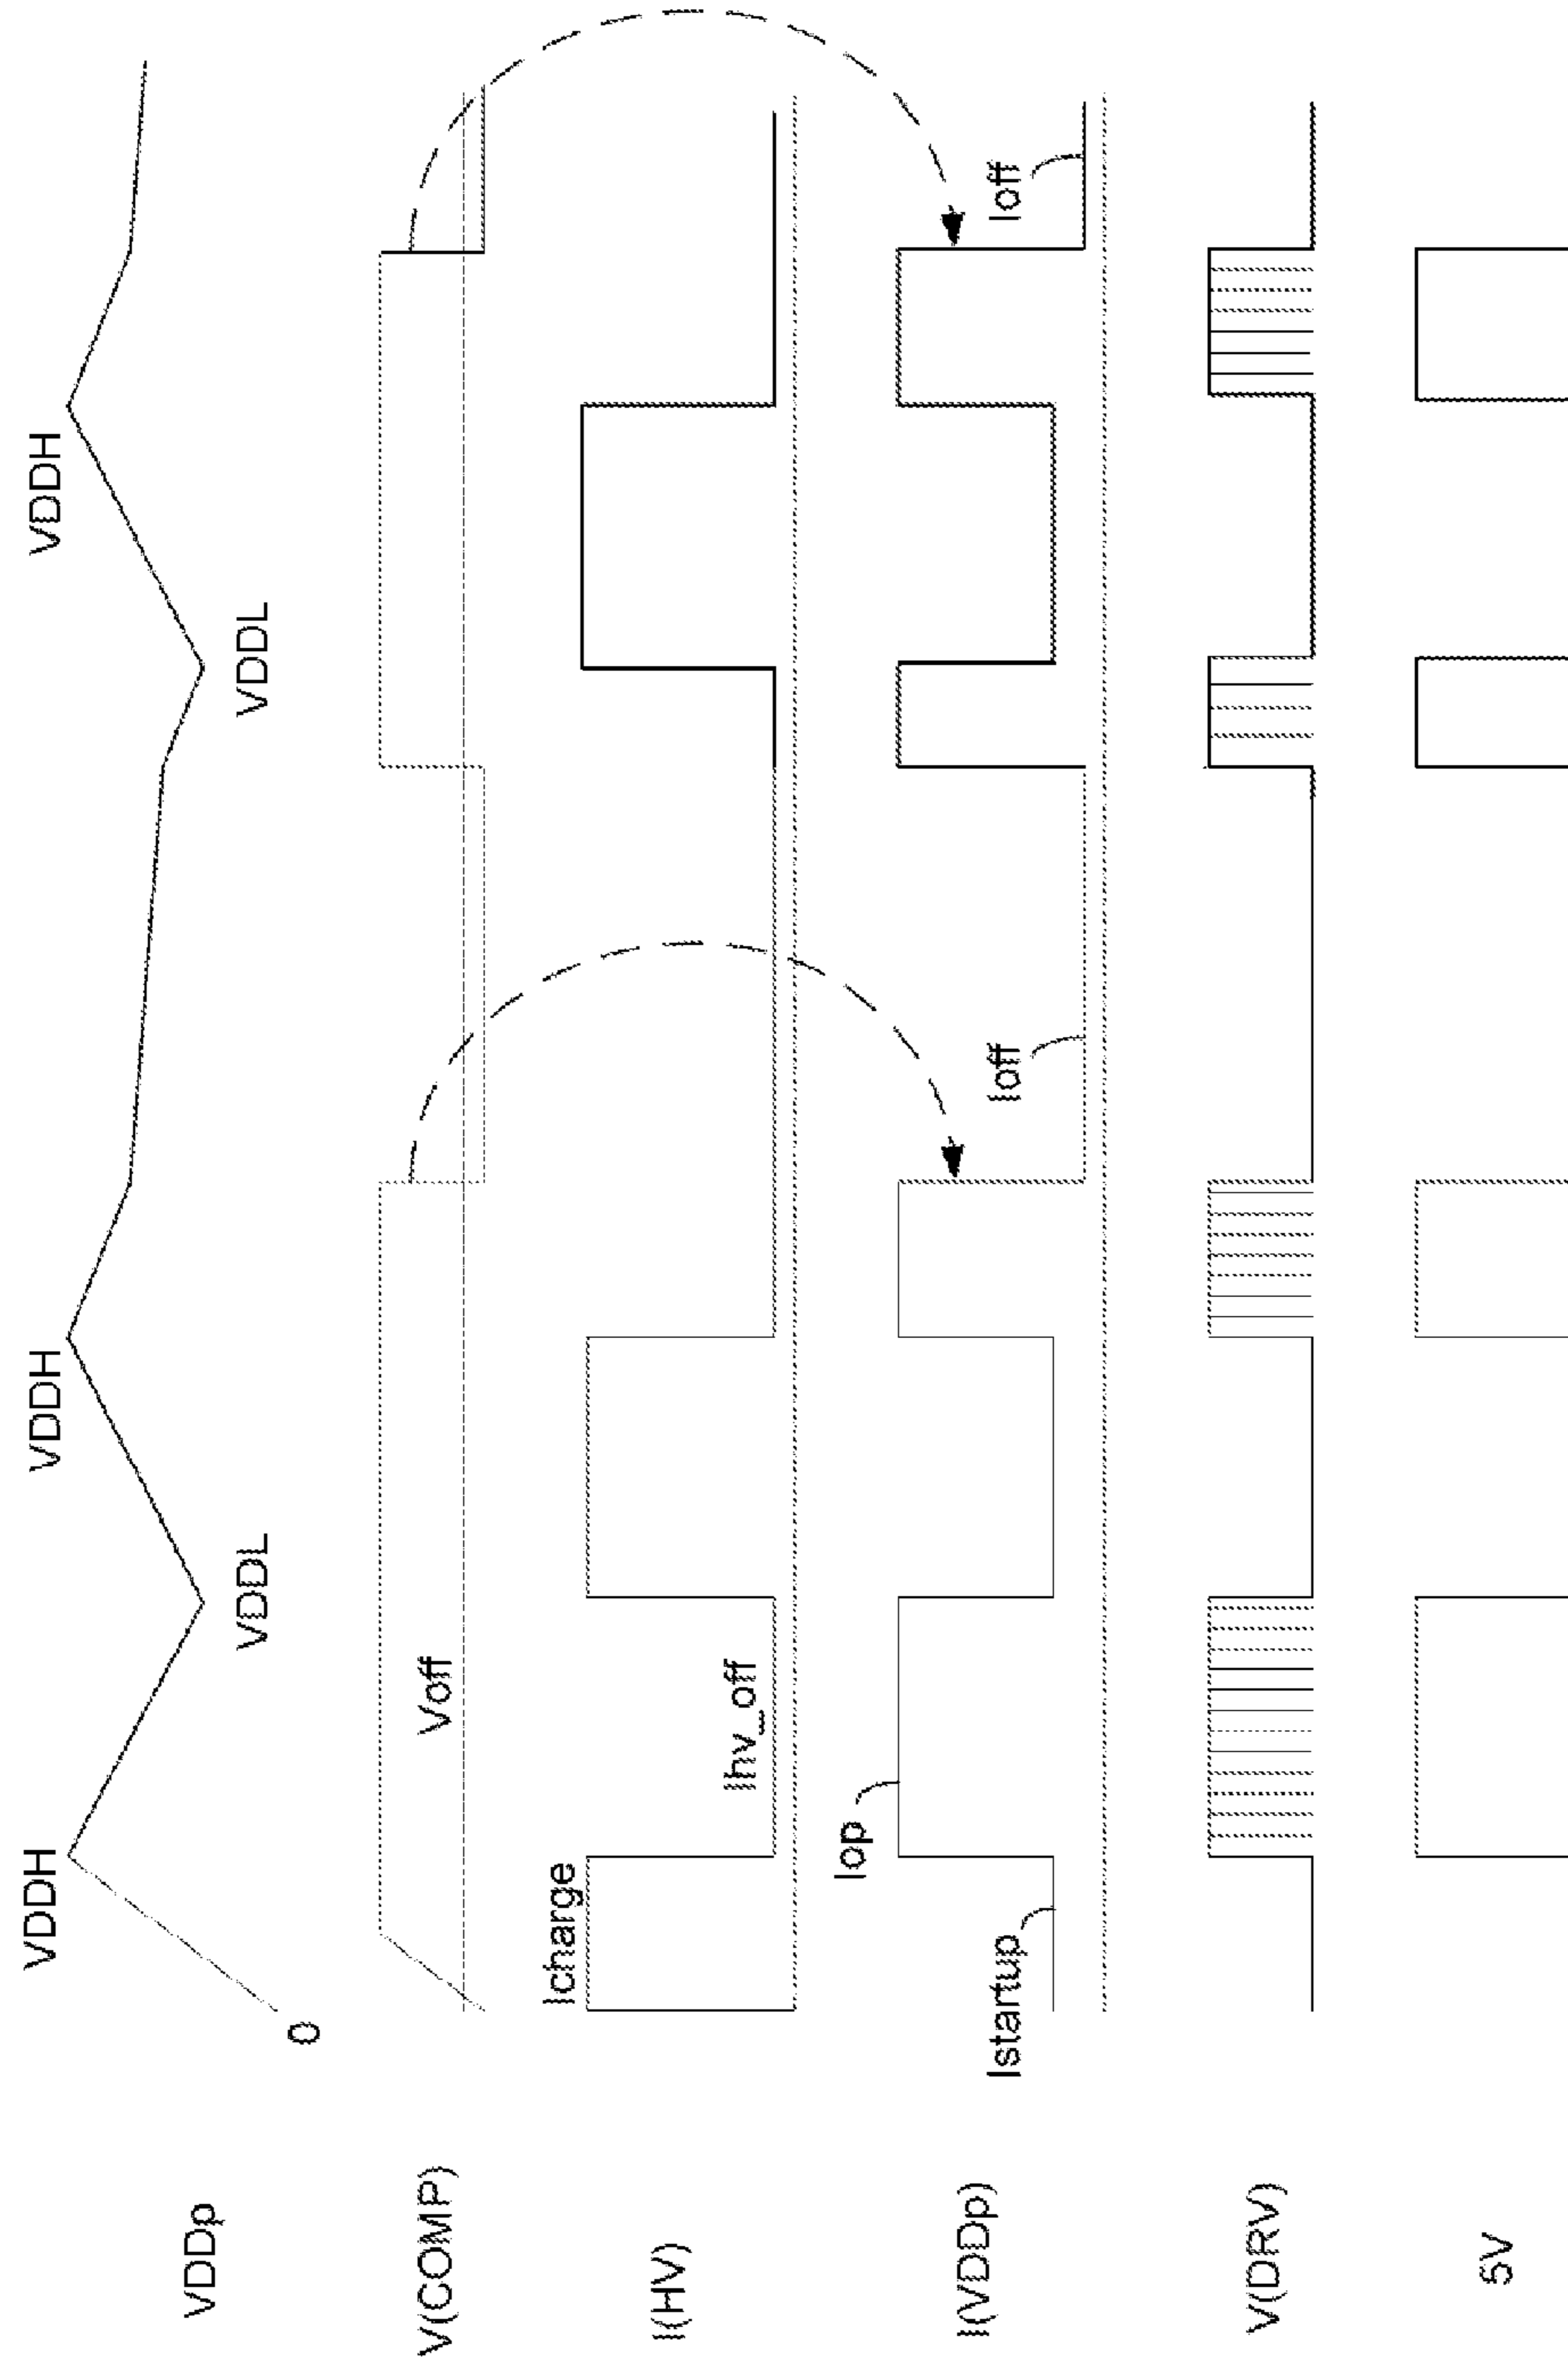 VDDp
0
VDDH
VDDL
VDDH
VDDL
VDDH
V(COMP)
Voff
I(HV)
Icharge
Ihv_off
I(VDDp)
Istartup
Iop
Ioff
Ioff
V(DRV)
5V